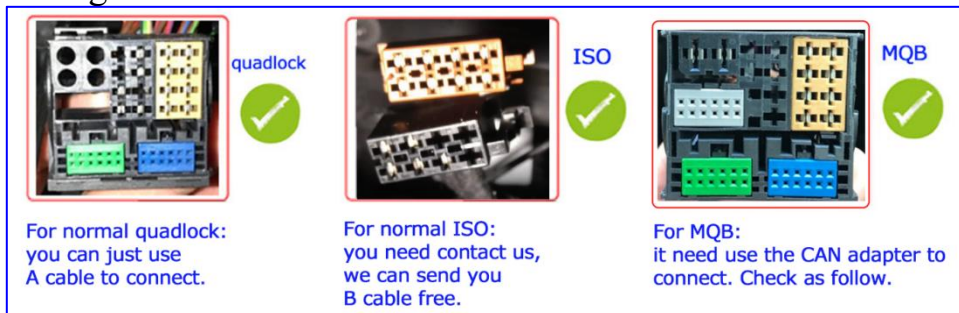 quadlock
ISO
MQB
For normal quadlock:
you can just use
A cable to connect.
For normal ISO:
you need contact us,
we can send you
B cable free.
For MQB:
it need use the CAN adapter to
connect. Check as follow.